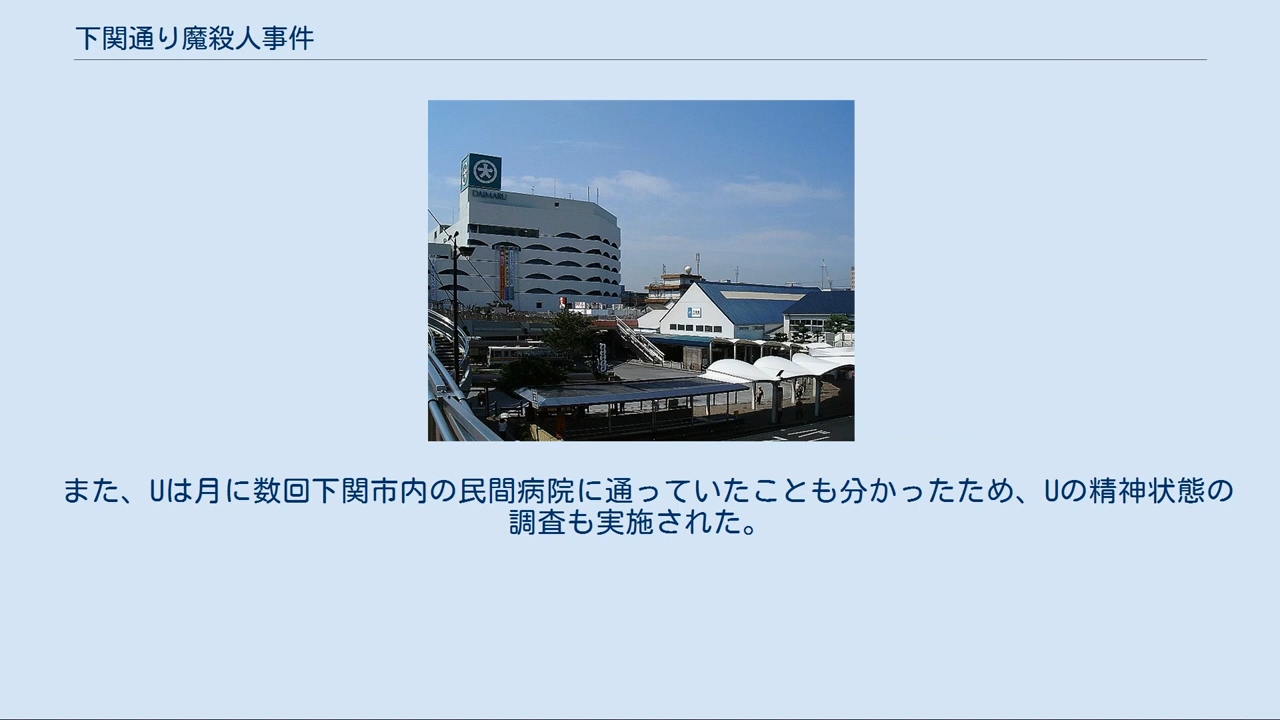 下関通り魔殺人事件
大
DAIMARU
また、Uは月に数回下関市内の民間病院に通っていたことも分かったため、Uの精神状態の
調査も実施された。